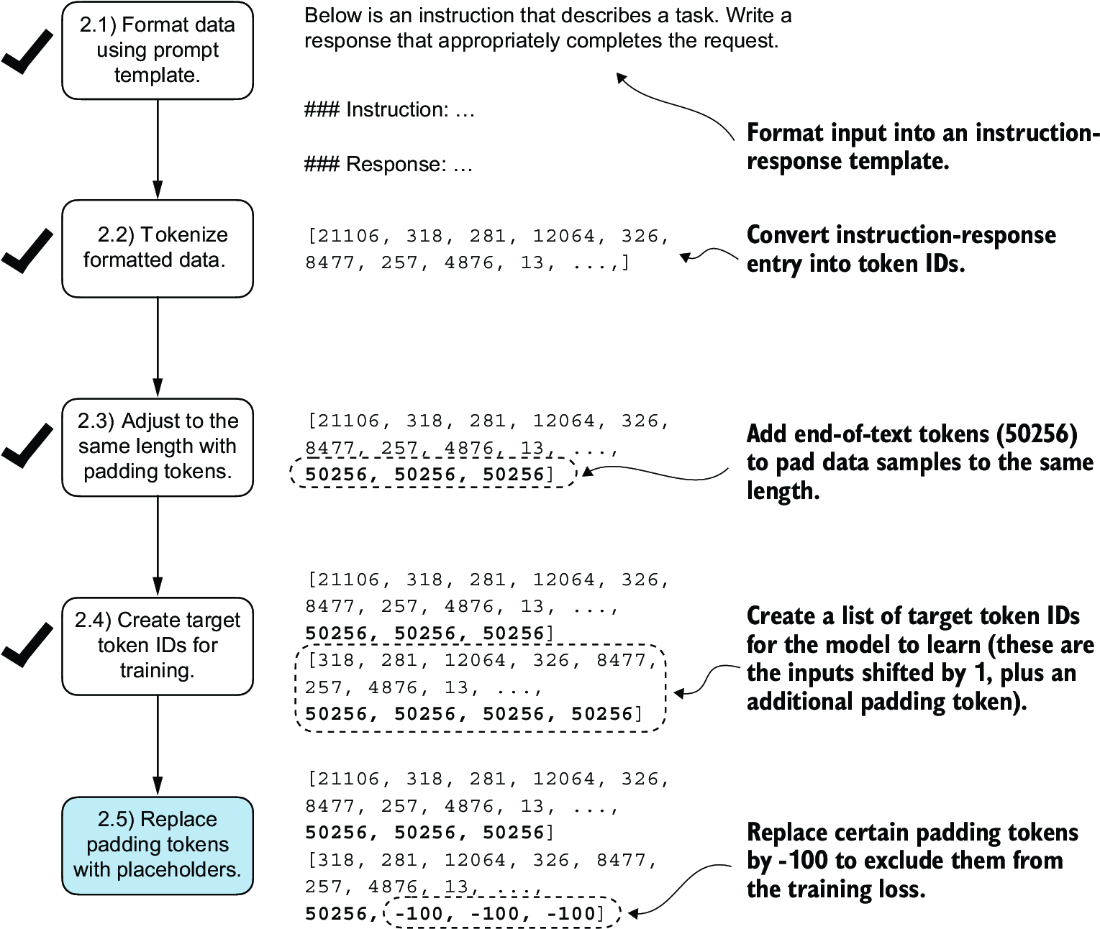 2.1) Format data
using prompt
template.
Below is an instruction that describes a task. Write a
response that appropriately completes the request.
### Instruction: …
### Response: …
Format input into an instruction-
response template.
2.2) Tokenize
formatted data.
[21106, 318, 281, 12064, 326,
8477, 257, 4876, 13, ...,]
Convert instruction-response
entry into token IDs.
2.3) Adjust to the
same length with
padding tokens.
[21106, 318, 281, 12064, 326,
8477, 257, 4876, 13, ...,
50256, 50256, 50256]
Add end-of-text tokens (50256)
to pad data samples to the same
length.
2.4) Create target
token IDs for
training.
[21106, 318, 281, 12064, 326,
8477, 257, 4876, 13, ...,
50256, 50256, 50256]
[318, 281, 12064, 326, 8477,
257, 4876, 13, ...,
50256, 50256, 50256, 50256]
Create a list of target token IDs
for the model to learn (these are
the inputs shifted by 1, plus an
additional padding token).
2.5) Replace
padding tokens
with placeholders.
[21106, 318, 281, 12064, 326,
8477, 257, 4876, 13, ...,
50256, 50256, 50256]
[318, 281, 12064, 326, 8477,
257, 4876, 13, ...,
50256, -100, -100, -100]
Replace certain padding tokens
by -100 to exclude them from
the training loss.